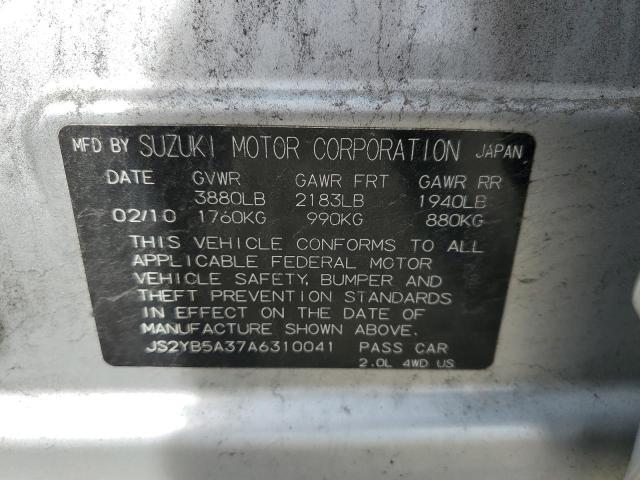 MFD BY SUZUKI MOTOR CORPORATION JAPAN
DATE GVWR GAWR FRT GAWR RR
3880LB 2183LB 1940LB
02/10 1760KG 990KG 880KG
THIS VEHICLE CONFORMS TO ALL
APPLICABLE FEDERAL MOTOR
VEHICLE SAFETY, BUMPER AND
THEFT PREVENTION STANDARDS
IN EFFECT ON THE DATE OF
MANUFACTURE SHOWN ABOVE.
JS2YB5A37A6310041 PASS CAR
2.0L 4WD US